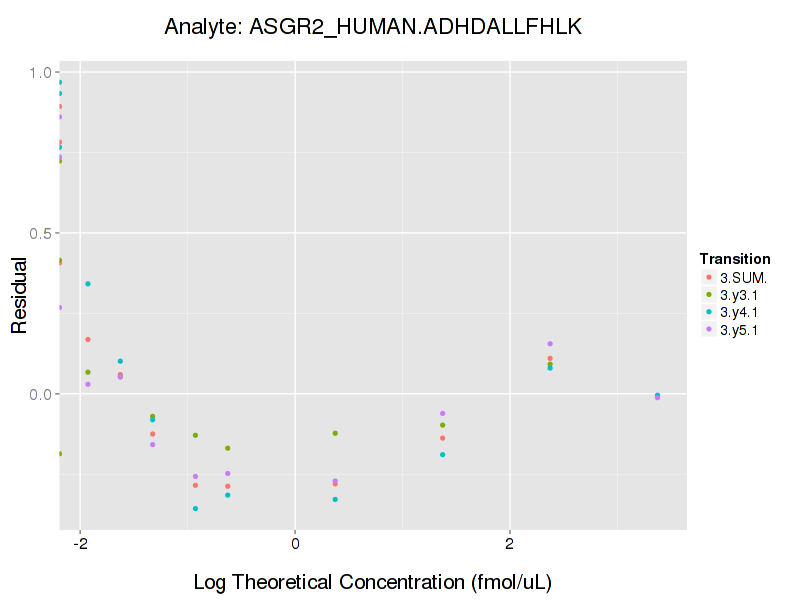 Analyte: ASGR2_HUMAN.ADHDALLFHLK
1.0
0.5
0.0
Residual
-2
0
2
Log Theoretical Concentration (fmol/uL)
Transition
3.SUM.
3.y3.1
3.y4.1
3.y5.1